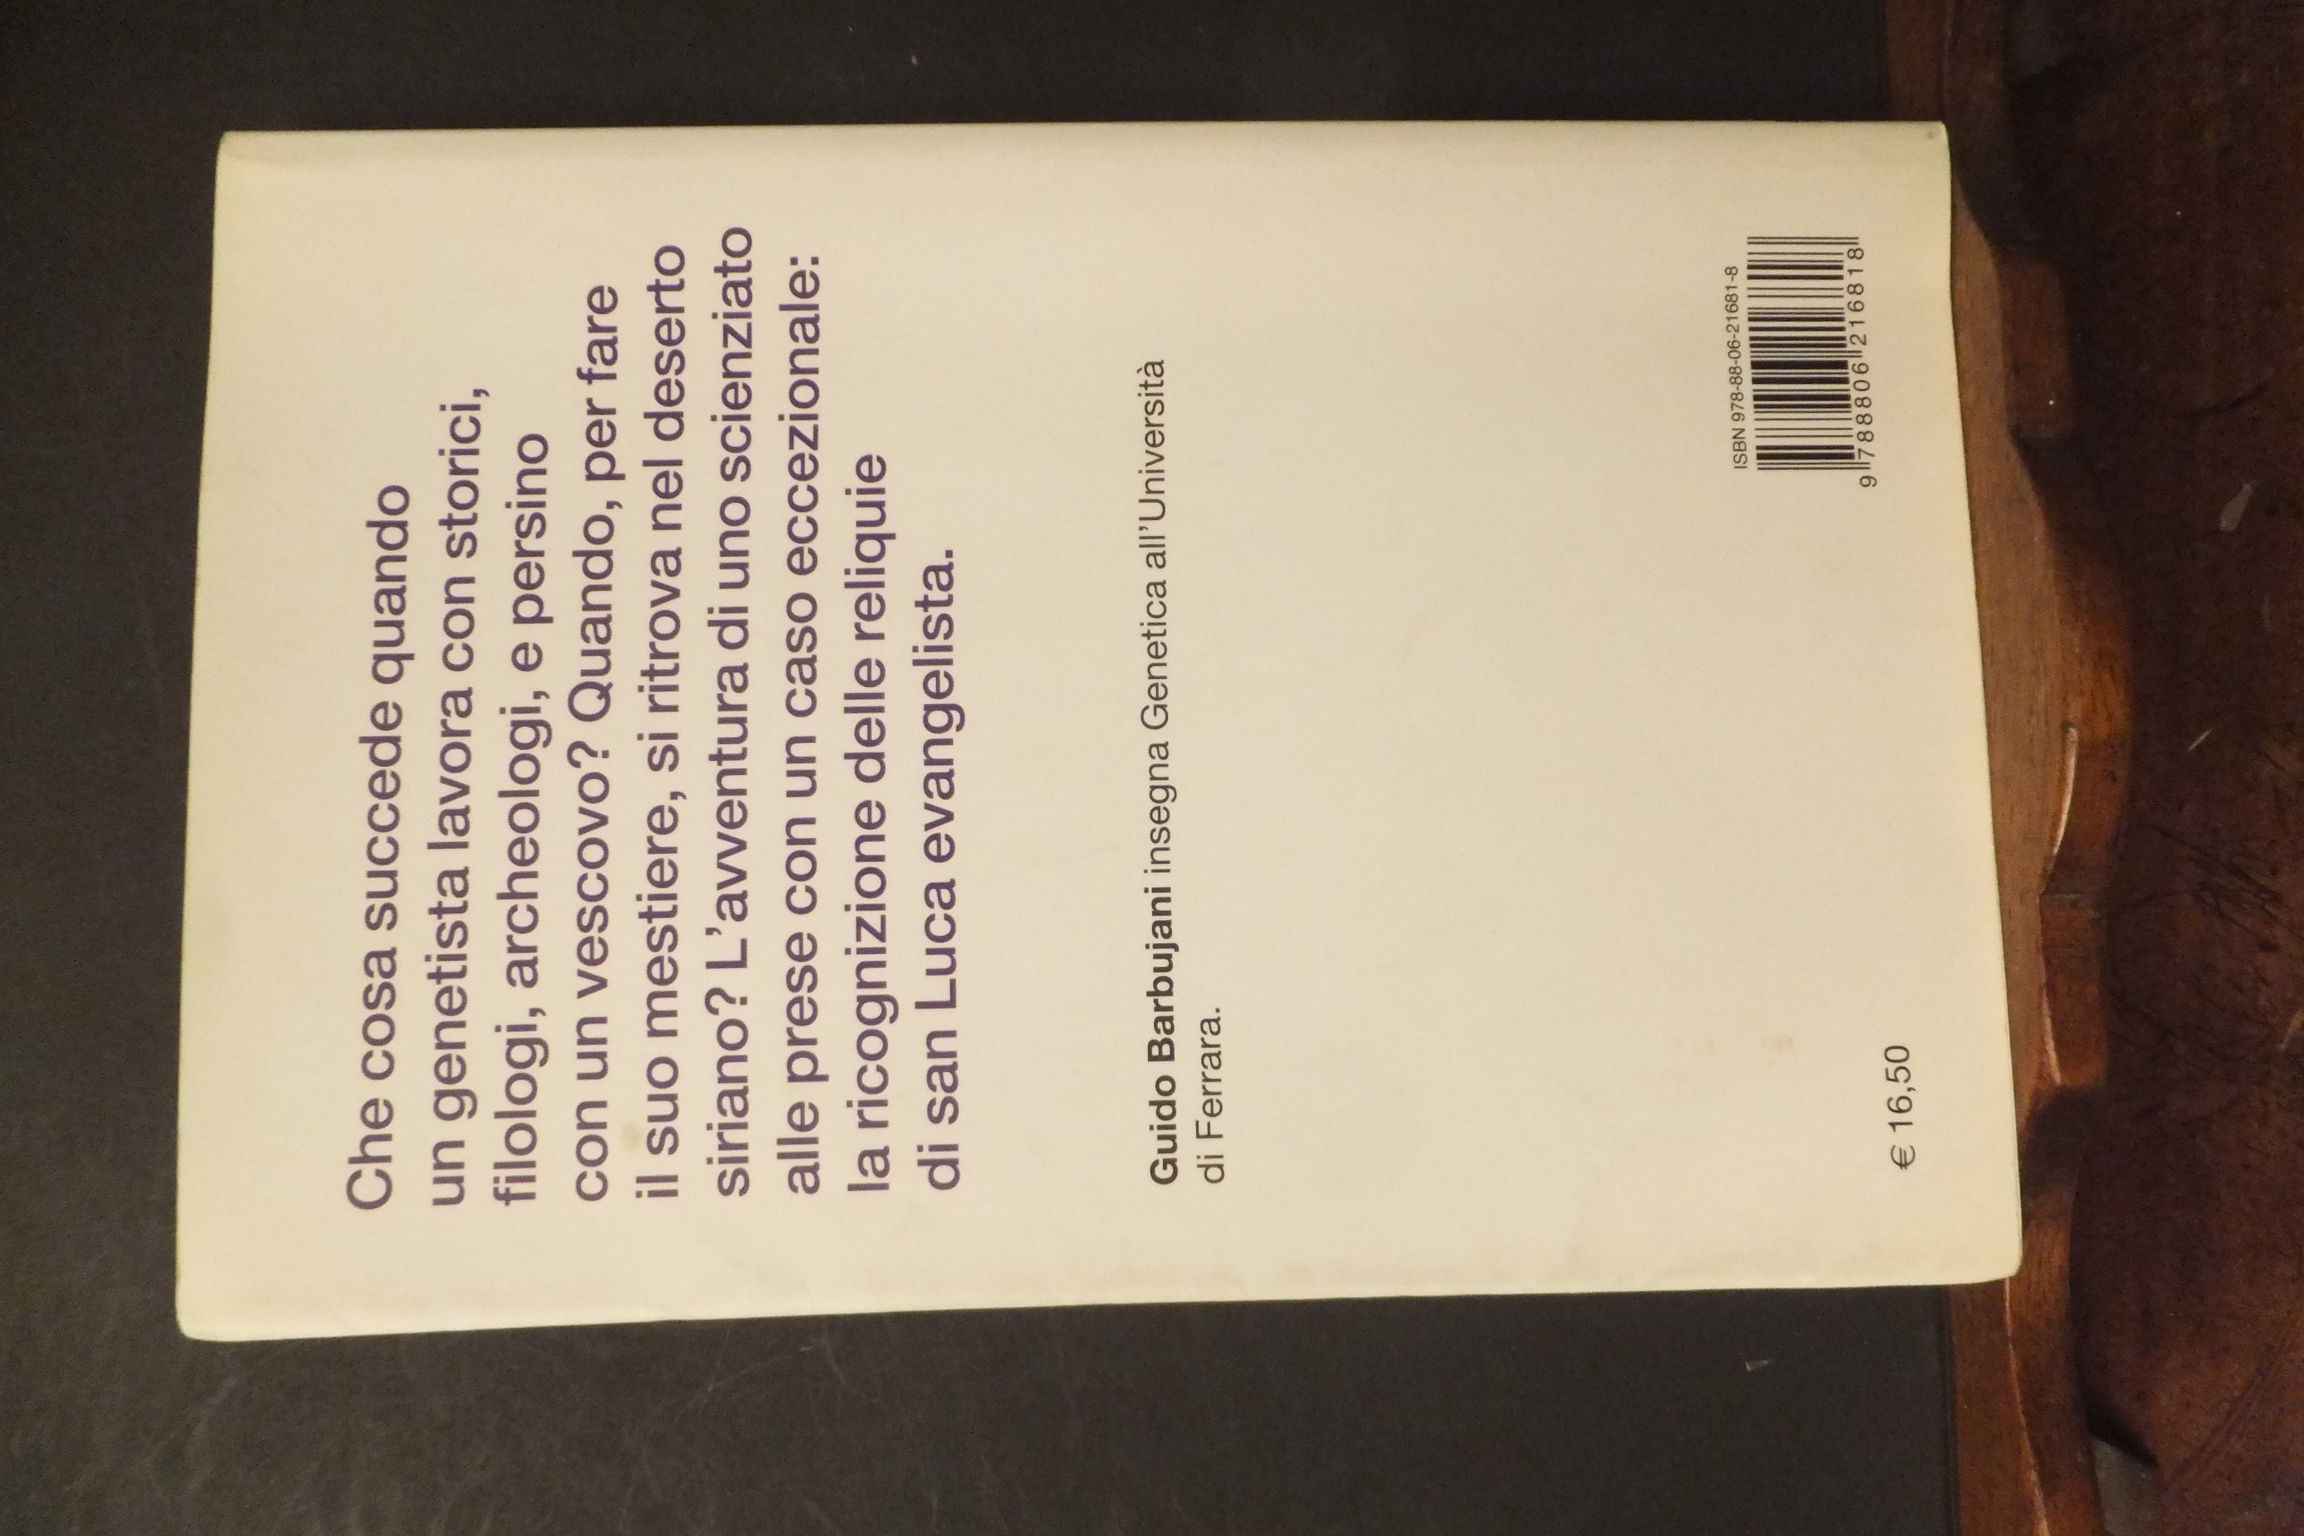 Che cosa succede quando
un genetista lavora con storici,
filologi, archeologi, e persino
con un vescovo? Quando, per fare
il suo mestiere, si ritrova nel deserto
siriano? L'avventura di uno scienziato
alle prese con un caso eccezionale:
la ricognizione delle reliquie
di san Luca evangelista.
Guido Barbujani insegna Genetica all'Università
di Ferrara.
€ 16,50
ISBN 978-88-06-21681-8
9 788806 216818